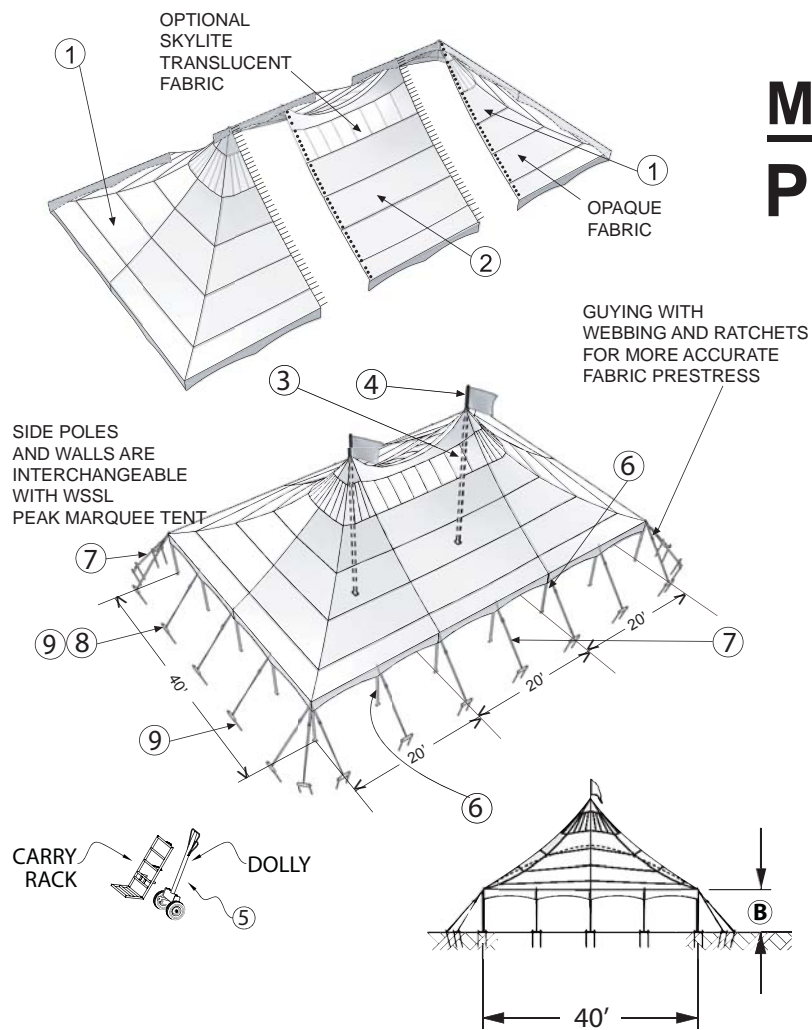 OPTIONAL
SKYLITE
TRANSLUCENT
FABRIC
1
M
P
1
OPAQUE
FABRIC
2
GUYING WITH
WEBBING AND RATCHETS
FOR MORE ACCURATE
FABRIC PRESTRESS
3
4
SIDE POLES
AND WALLS ARE
INTERCHANGEABLE
WITH WSSL
PEAK MARQUEE TENT
6
7
9 8
7
20'
20'
20'
40'
9
6
CARRY
RACK
DOLLY
5
B
40'